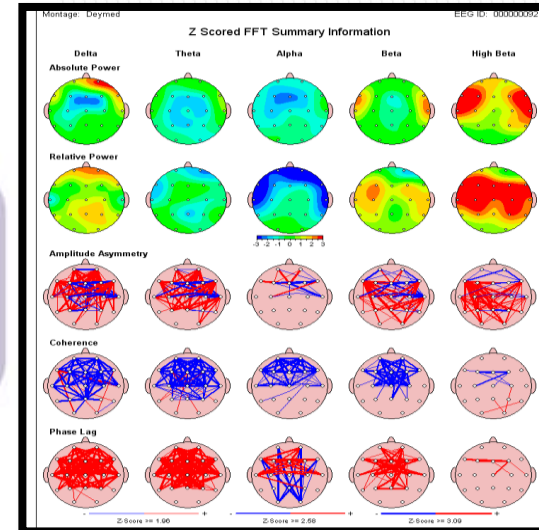 Montage: Deymed EEG ID: 000000092
Z Scored FFT Summary Information
Delta Theta Alpha Beta High Beta
Absolute Power
Relative Power
-3 -2 -1 0 1 2 3
Amplitude Asymmetry
Coherence
Phase Lag
- + - + - +
Z-Score >= 1.96 Z-Score >= 2.58 Z-Score >= 3.09